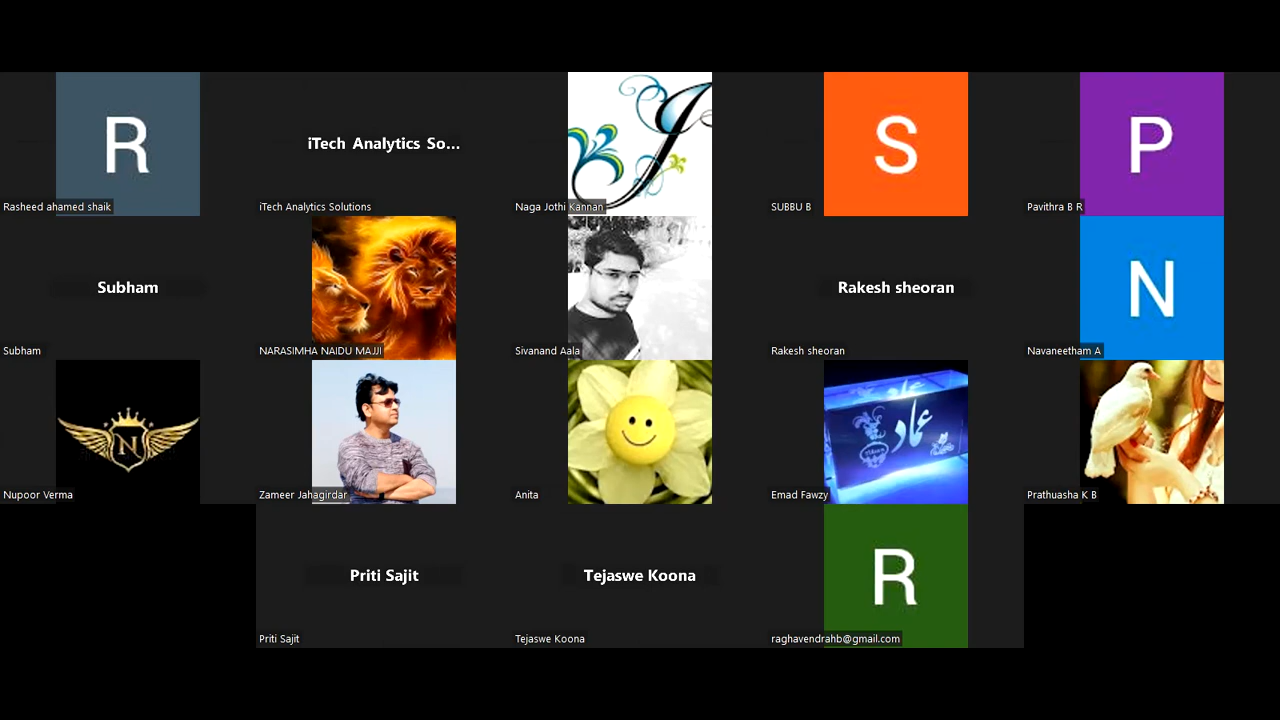 R
Rasheed ahamed shaik
iTech Analytics So...
iTech Analytics Solutions
J
Naga Jothi Kannan
S
SUBBU B
P
Pavithra B R
Subham
Subham
NARASIMHA NAIDU MAJJI
Sivanand Aala
Rakesh sheoran
Rakesh sheoran
N
Navaneetham A
N
Nupoor Verma
Zameer Jahagirdar
Anita
عماد
Emad Fawzy
Prathuasha K B
Priti Sajit
Priti Sajit
Tejaswe Koona
Tejaswe Koona
R
raghavendrahb@gmail.com